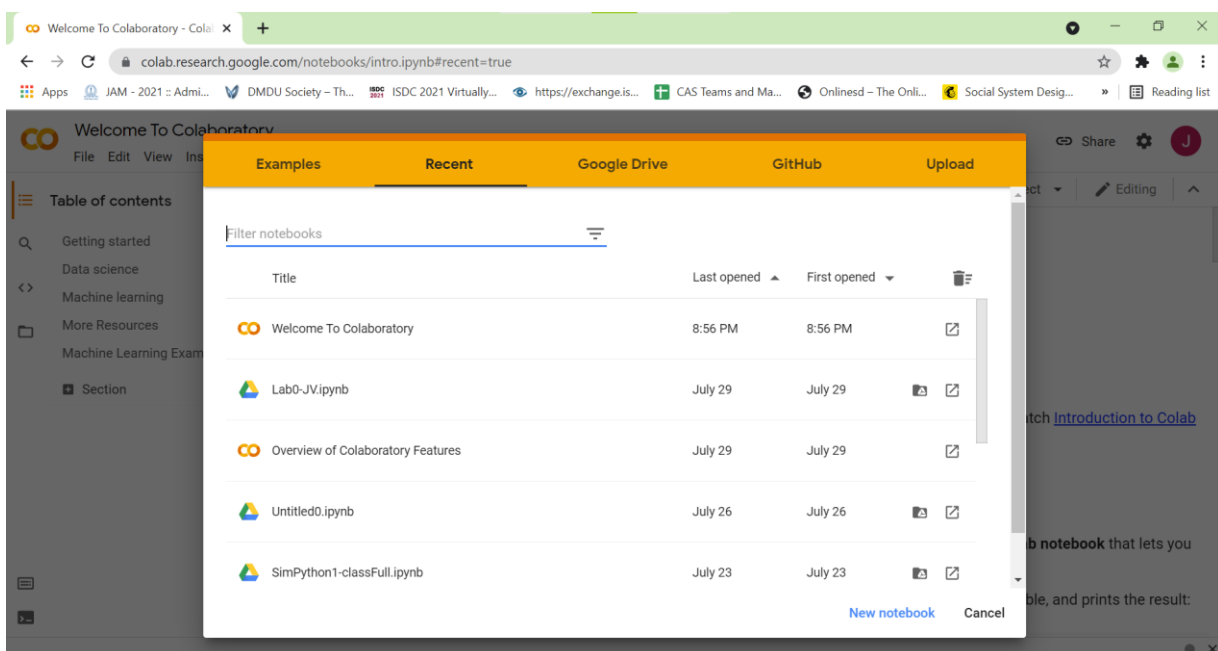 Welcome To Colaboratory - Cola
colab.research.google.com/notebooks/intro.ipynb#recent=true
Apps JAM - 2021 :: Admi... DMDU Society – Th... ISDC 2021 ISDC 2021 Virtually... https://exchange.is... CAS Teams and Ma... Onlinesd – The Onli... Social System Desig... » Reading list
CO Welcome To Colaboratory
File Edit View Ins
Share J
Examples Recent Google Drive GitHub Upload
ect Editing
Table of contents
Getting started
Data science
Machine learning
More Resources
Machine Learning Exam
Section
Filter notebooks
Title Last opened First opened
CO Welcome To Colaboratory 8:56 PM 8:56 PM
Lab0-JV.ipynb July 29 July 29
CO Overview of Colaboratory Features July 29 July 29
Untitled0.ipynb July 26 July 26
SimPython1-classFull.ipynb July 23 July 23
New notebook Cancel
tch Introduction to Colab
b notebook that lets you
ble, and prints the result: